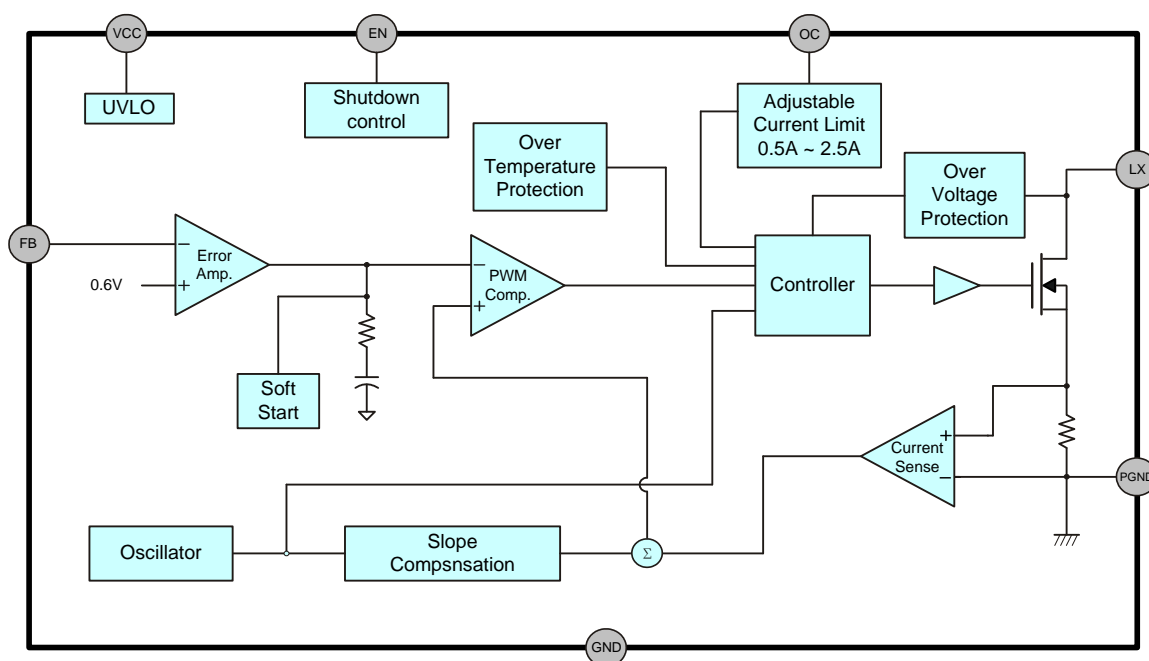 VCC
EN
OC
UVLO
Shutdown
control
Adjustable
Current Limit
0.5A ~ 2.5A
Over
Temperature
Protection
Over
Voltage
Protection
LX
FB
−
Error
Amp.
+
0.6V
−
PWM
Comp.
+
Controller
Soft
Start
+
Current
Sense
−
PGND
Oscillator
Slope
Compsnsation
Σ
GND